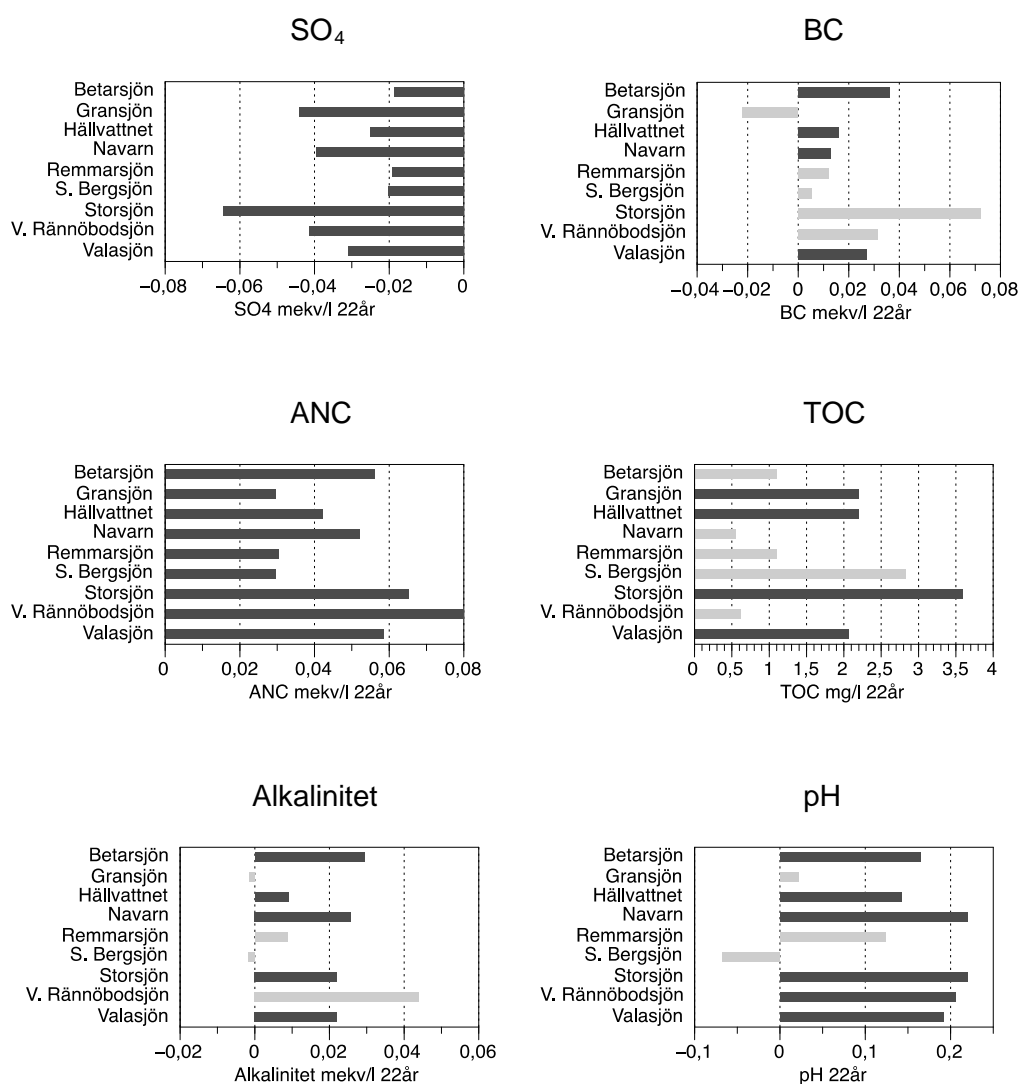 SO₄
Betarsjön
Gransjön
Hällvattnet
Navarn
Remmarsjön
S. Bergsjön
Storsjön
V. Rännöbodsjön
Valasjön
−0,08 −0,06 −0,04 −0,02 0
SO4 mekv/l 22år
BC
Betarsjön
Gransjön
Hällvattnet
Navarn
Remmarsjön
S. Bergsjön
Storsjön
V. Rännöbodsjön
Valasjön
−0,04 −0,02 0 0,02 0,04 0,06 0,08
BC mekv/l 22år
ANC
Betarsjön
Gransjön
Hällvattnet
Navarn
Remmarsjön
S. Bergsjön
Storsjön
V. Rännöbodsjön
Valasjön
0 0,02 0,04 0,06 0,08
ANC mekv/l 22år
TOC
Betarsjön
Gransjön
Hällvattnet
Navarn
Remmarsjön
S. Bergsjön
Storsjön
V. Rännöbodsjön
Valasjön
0 0,5 1 1,5 2 2,5 3 3,5 4
TOC mg/l 22år
Alkalinitet
Betarsjön
Gransjön
Hällvattnet
Navarn
Remmarsjön
S. Bergsjön
Storsjön
V. Rännöbodsjön
Valasjön
−0,02 0 0,02 0,04 0,06
Alkalinitet mekv/l 22år
pH
Betarsjön
Gransjön
Hällvattnet
Navarn
Remmarsjön
S. Bergsjön
Storsjön
V. Rännöbodsjön
Valasjön
−0,1 0 0,1 0,2
pH 22år